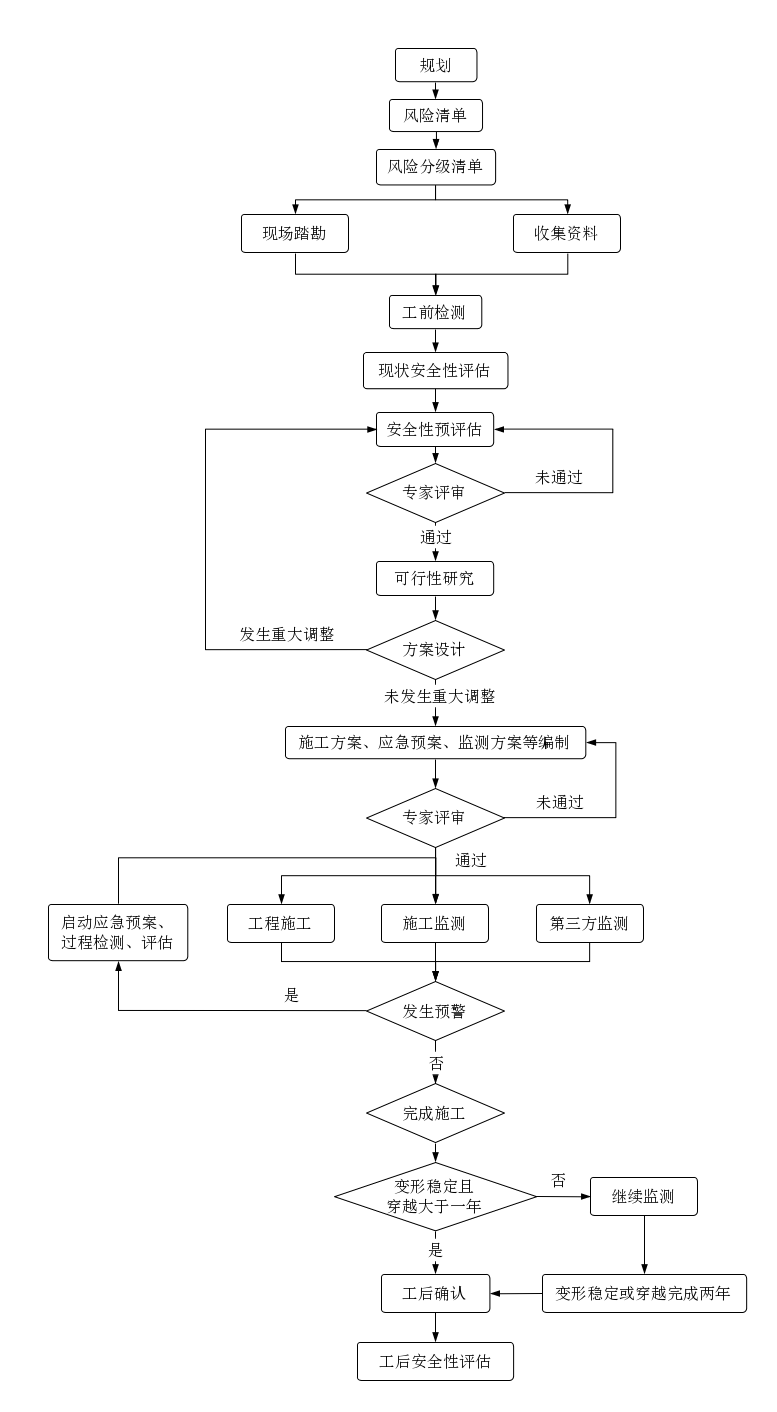 规划
风险清单
风险分级清单
现场踏勘
收集资料
工前检测
现状安全性评估
安全性预评估
专家评审
未通过
通过
可行性研究
发生重大调整
方案设计
未发生重大调整
施工方案、应急预案、监测方案等编制
专家评审
未通过
通过
启动应急预案、
过程检测、评估
工程施工
施工监测
第三方监测
是
发生预警
否
完成施工
变形稳定且
穿越大于一年
否
继续监测
是
工后确认
变形稳定或穿越完成两年
工后安全性评估